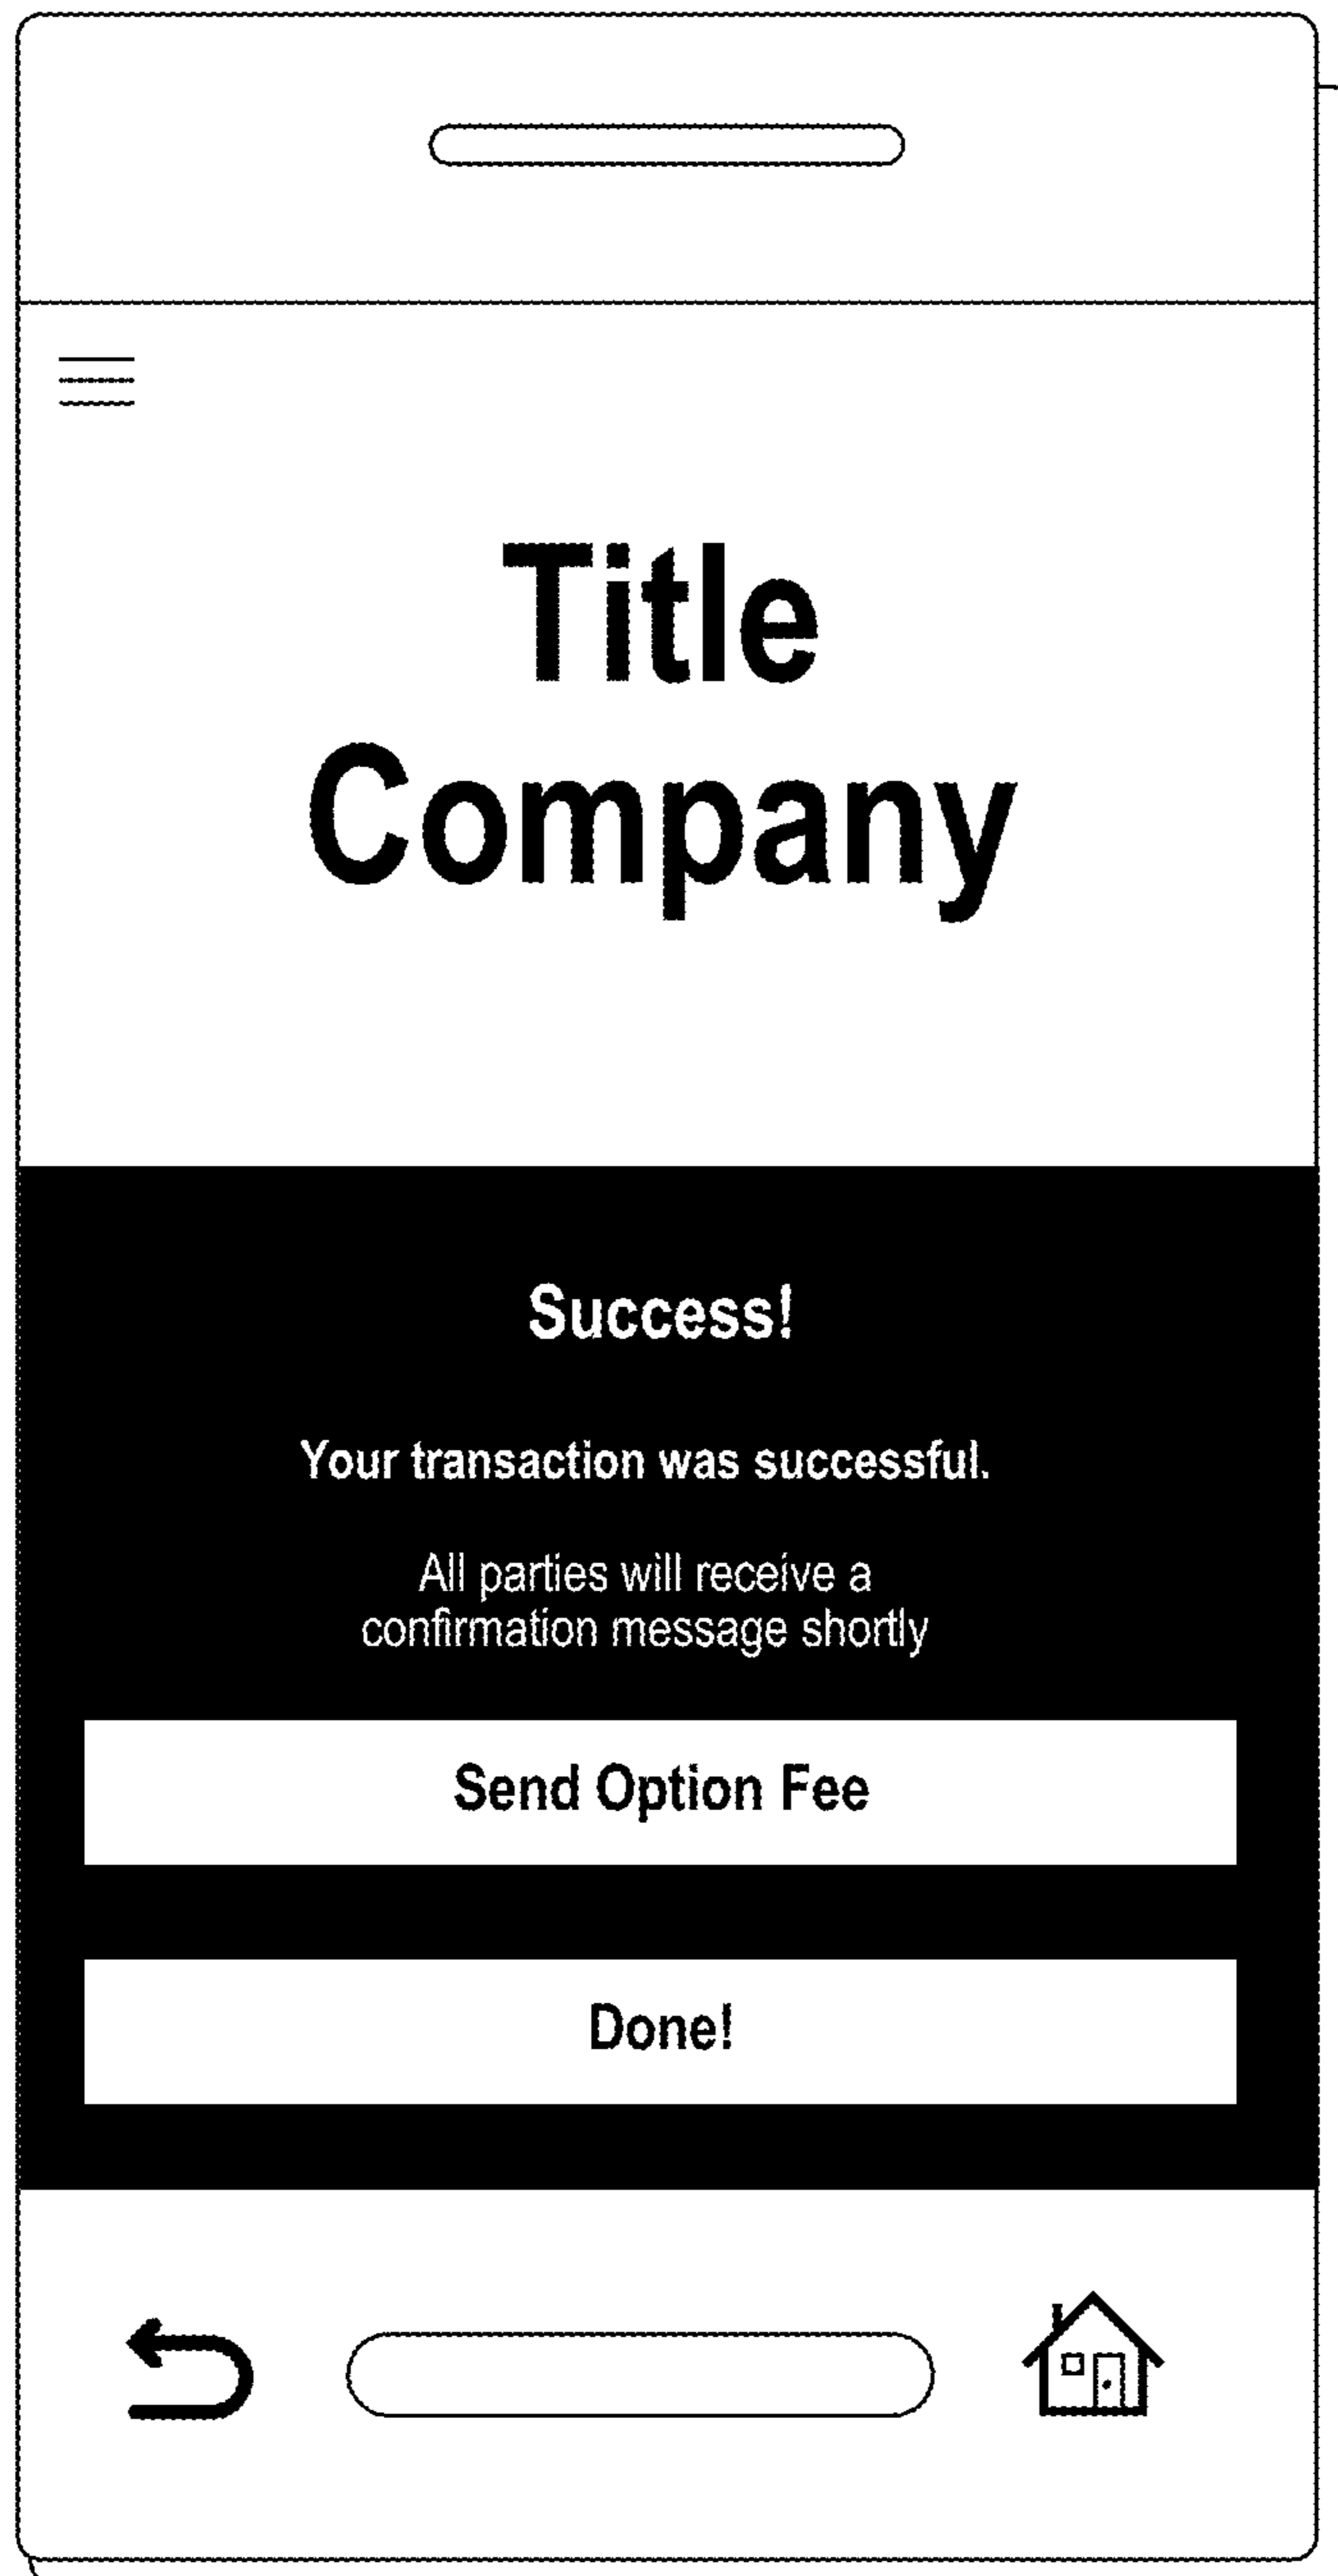 Title
Company
Success!
Your transaction was successful.
All parties will receive a
confirmation message shortly
Send Option Fee
Done!